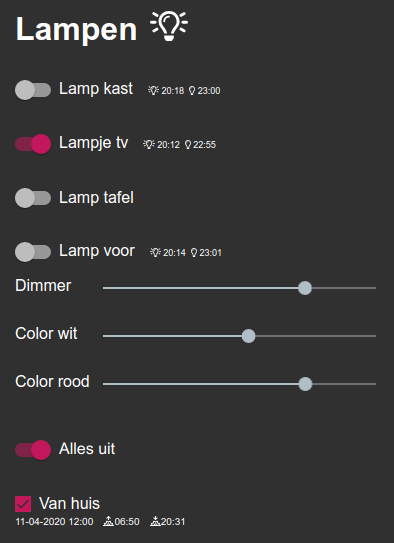 Lampen
Lamp kast 20:18 23:00
Lampje tv 20:12 22:55
Lamp tafel
Lamp voor 20:14 23:01
Dimmer
Color wit
Color rood
Alles uit
Van huis
11-04-2020 12:00 06:50 20:31